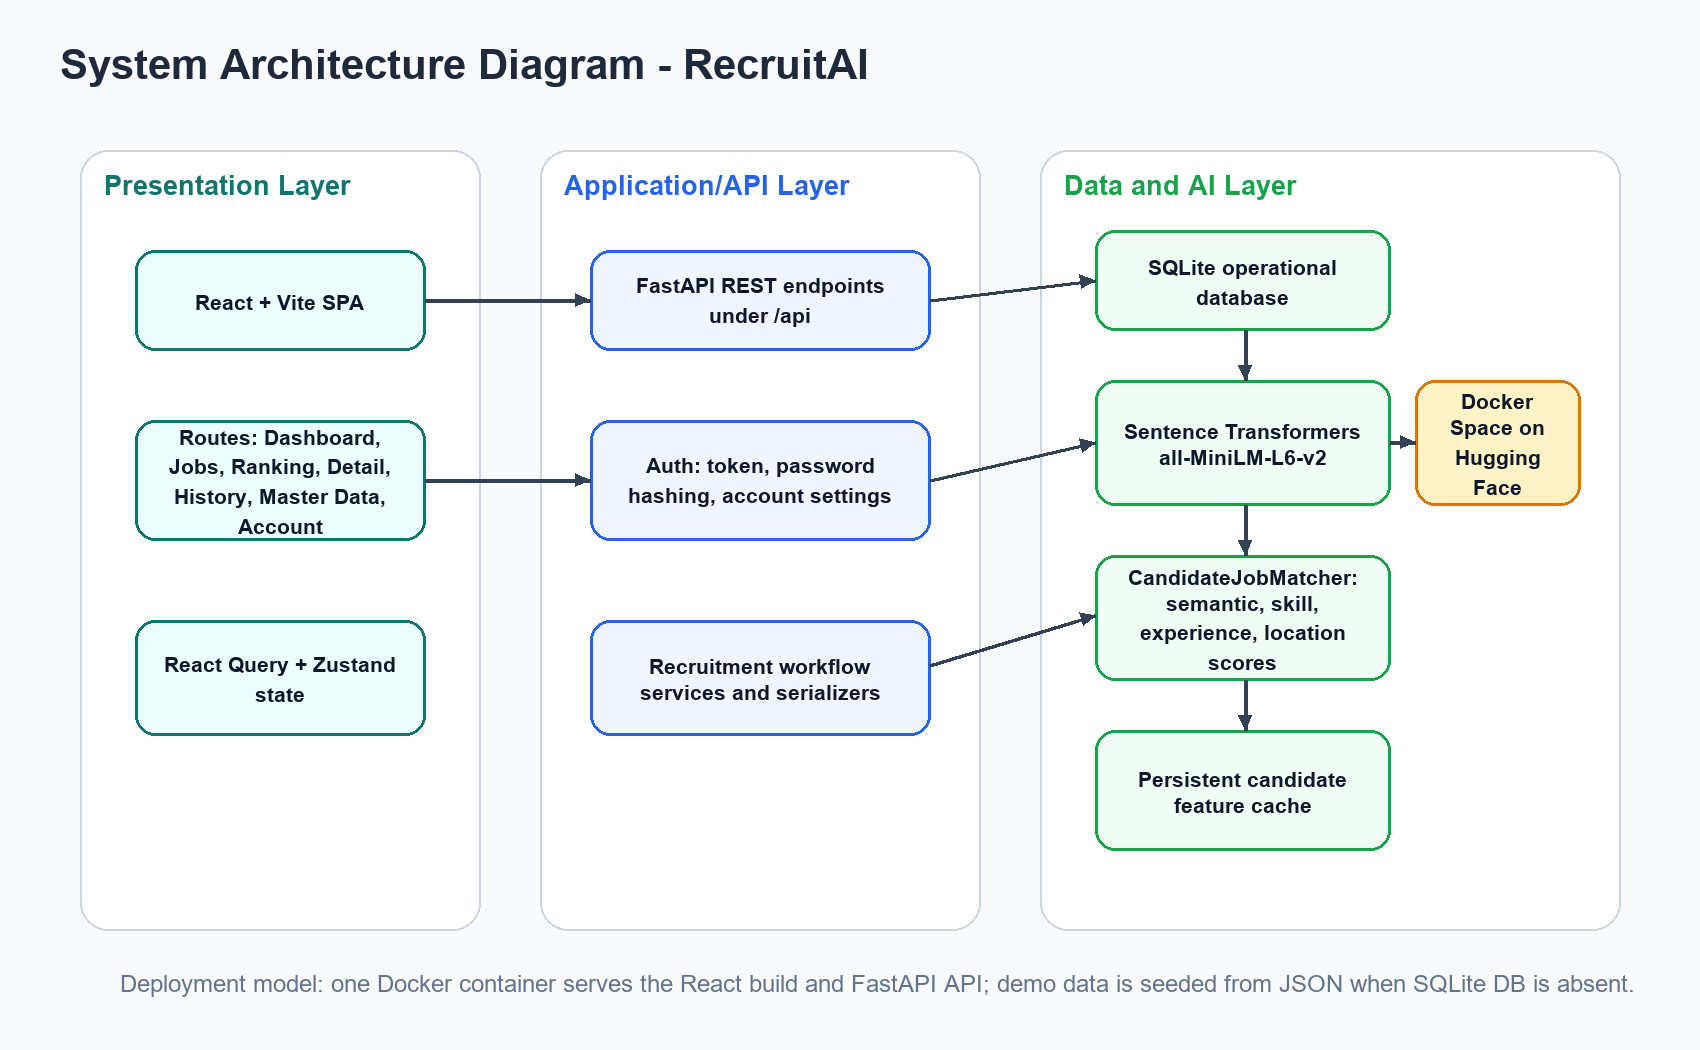 System Architecture Diagram - RecruitAI
Presentation Layer
React + Vite SPA
Routes: Dashboard,
Jobs, Ranking, Detail,
History, Master Data,
Account
React Query + Zustand
state
Application/API Layer
FastAPI REST endpoints
under /api
Auth: token, password
hashing, account settings
Recruitment workflow
services and serializers
Data and AI Layer
SQLite operational
database
Sentence Transformers
all-MiniLM-L6-v2
Docker
Space on
Hugging
Face
CandidateJobMatcher:
semantic, skill,
experience, location
scores
Persistent candidate
feature cache
Deployment model: one Docker container serves the React build and FastAPI API; demo data is seeded from JSON when SQLite DB is absent.